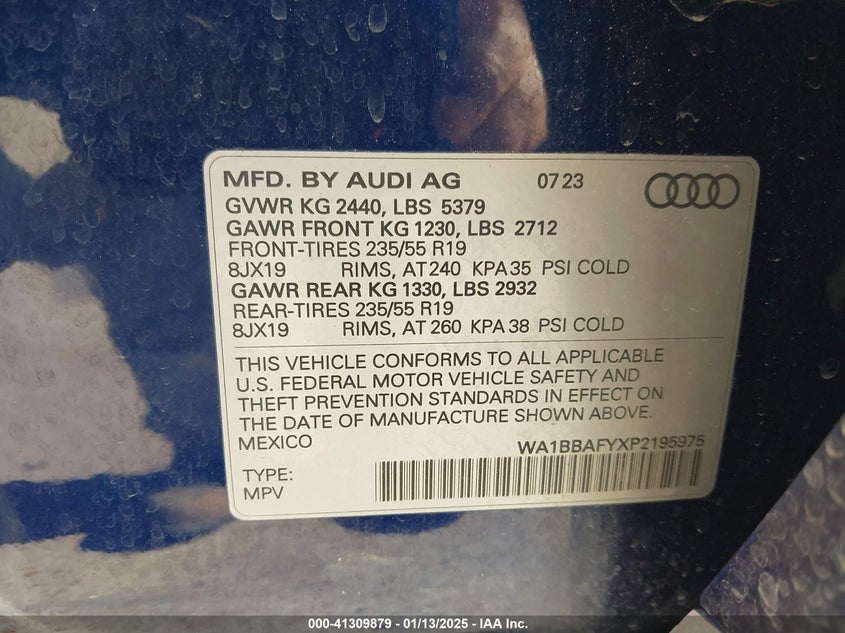 MFD. BY AUDI AG 07 23
GVWR KG 2440, LBS 5379
GAWR FRONT KG 1230, LBS 2712
FRONT-TIRES 235/55 R19
8JX19 RIMS, AT 240 KPA 35 PSI COLD
GAWR REAR KG 1330, LBS 2932
REAR-TIRES 235/55 R19
8JX19 RIMS, AT 260 KPA 38 PSI COLD
THIS VEHICLE CONFORMS TO ALL APPLICABLE
U.S. FEDERAL MOTOR VEHICLE SAFETY AND
THEFT PREVENTION STANDARDS IN EFFECT ON
THE DATE OF MANUFACTURE SHOWN ABOVE.
MEXICO WA1BBAFYXP2195975
TYPE:
MPV
000-41309879 — 01/13/2025 — IAA Inc.